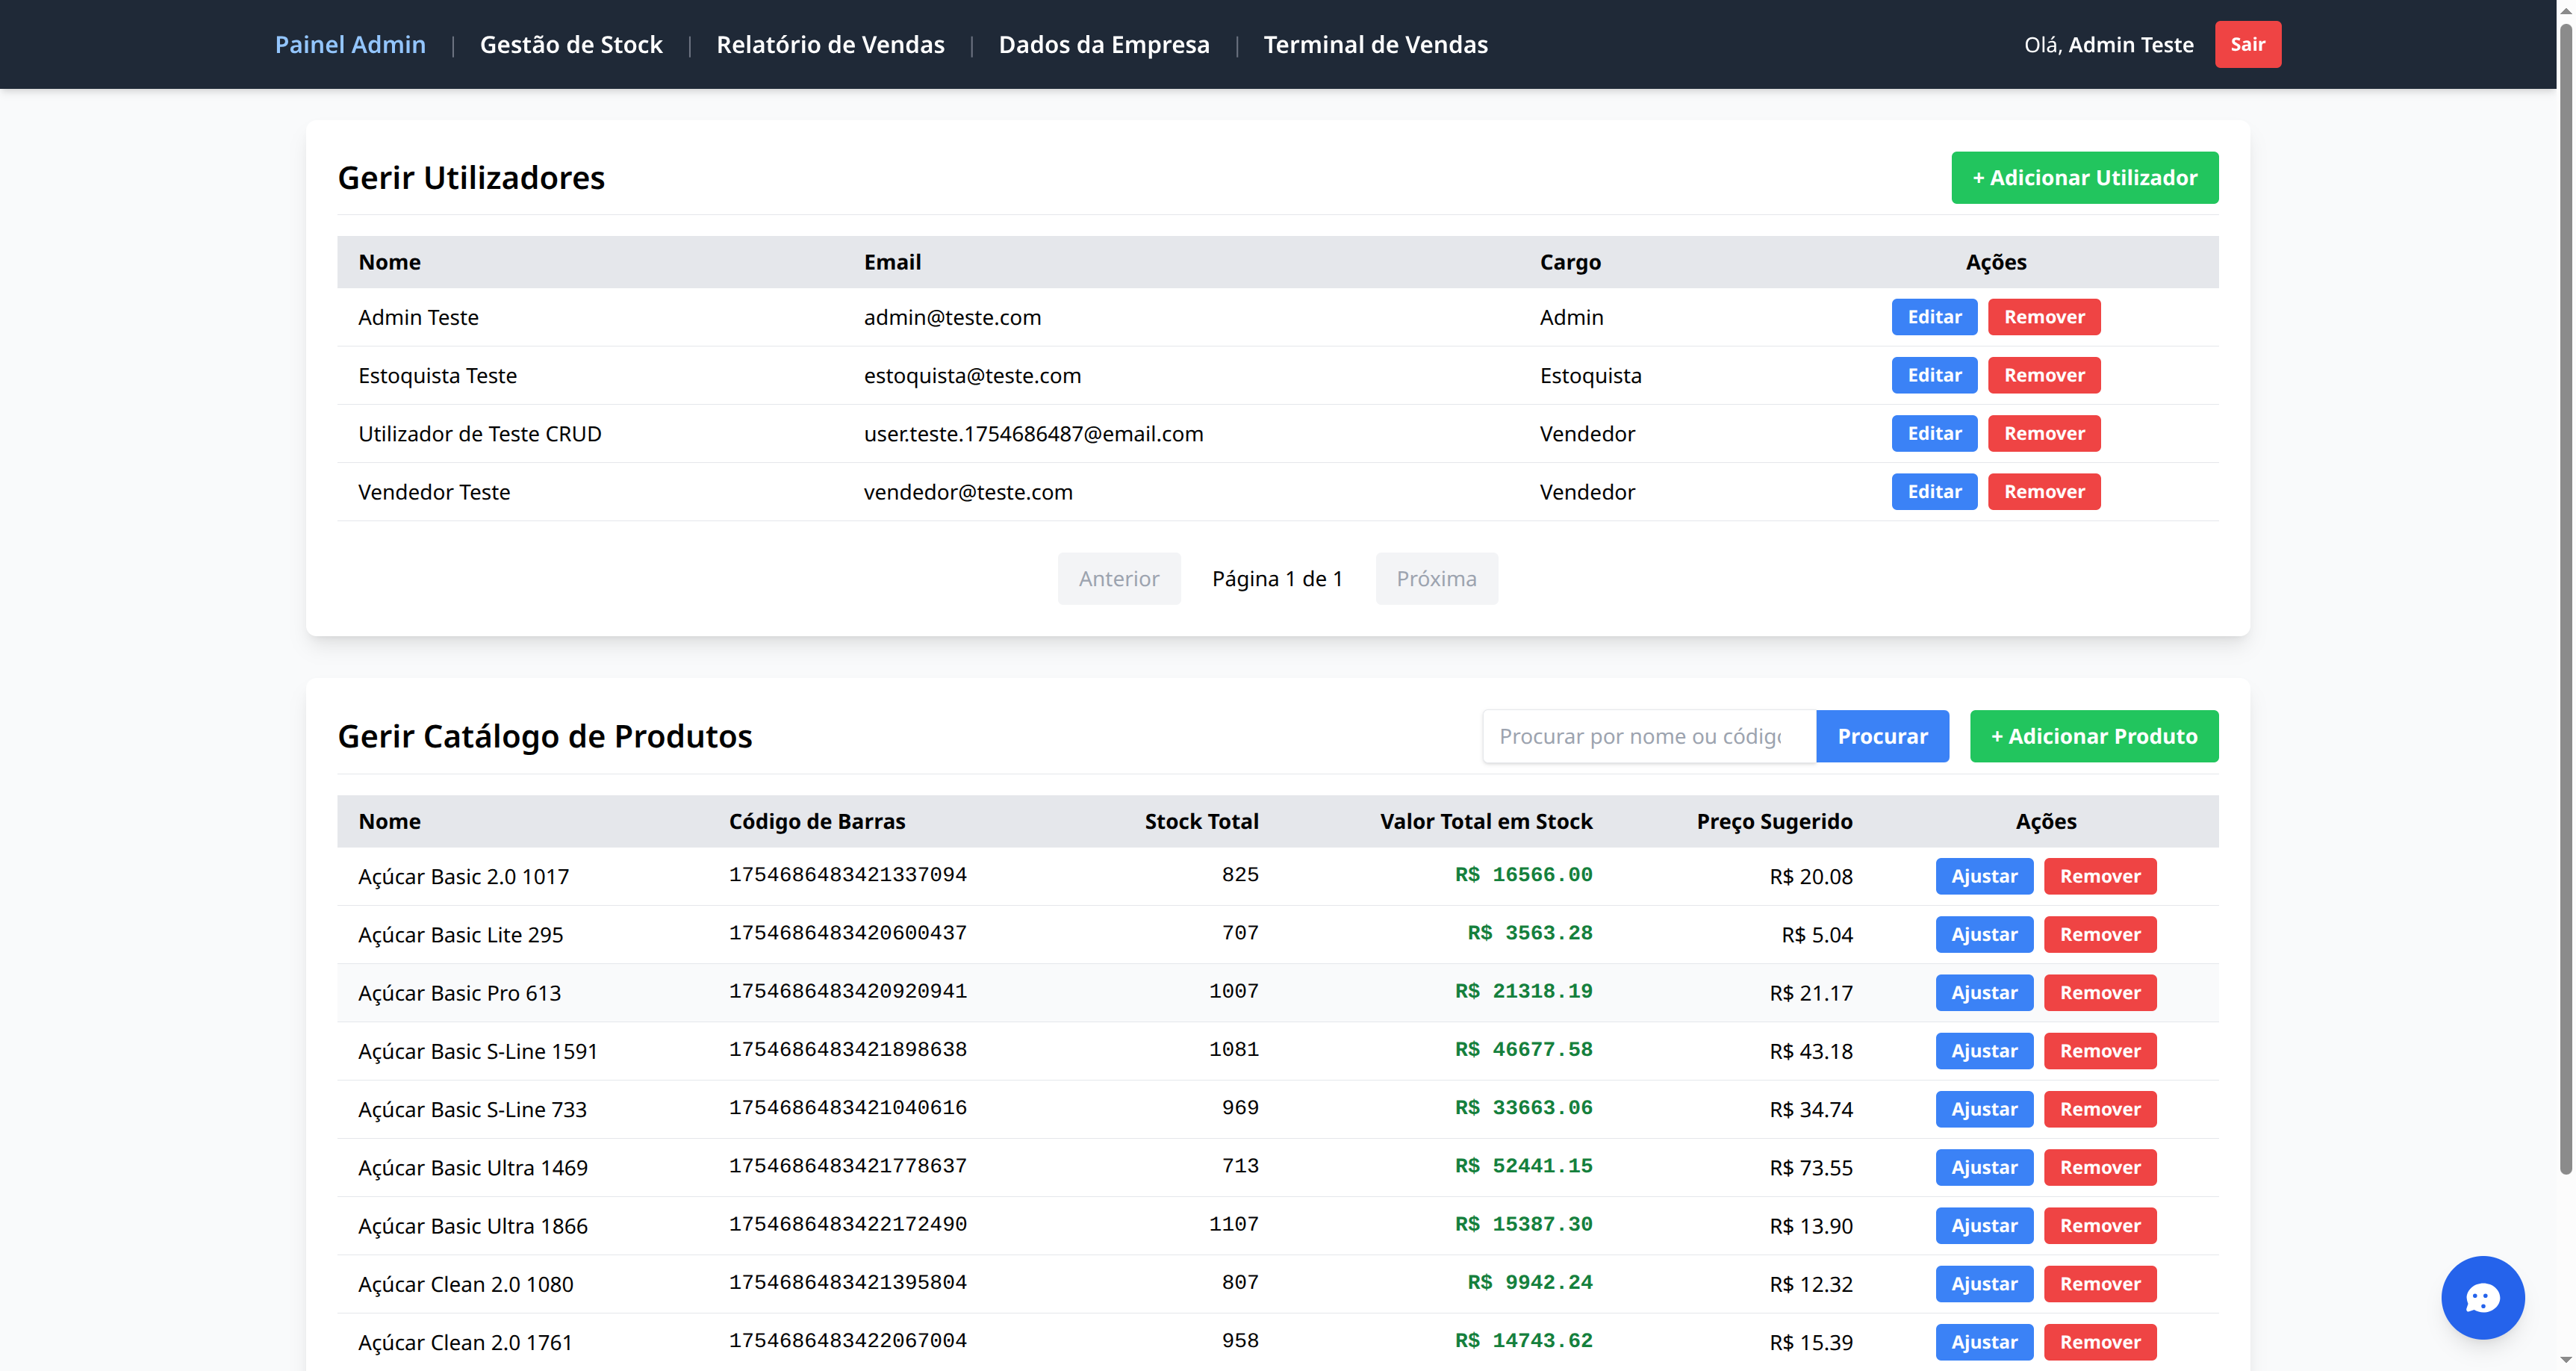 Painel Admin | Gestão de Stock | Relatório de Vendas | Dados da Empresa | Terminal de Vendas Olá, Admin Teste Sair
Gerir Utilizadores + Adicionar Utilizador
Nome Email Cargo Ações
Admin Teste admin@teste.com Admin Editar Remover
Estoquista Teste estoquista@teste.com Estoquista Editar Remover
Utilizador de Teste CRUD user.teste.1754686487@email.com Vendedor Editar Remover
Vendedor Teste vendedor@teste.com Vendedor Editar Remover
Anterior Página 1 de 1 Próxima
Gerir Catálogo de Produtos Procurar por nome ou código Procurar + Adicionar Produto
Nome Código de Barras Stock Total Valor Total em Stock Preço Sugerido Ações
Açúcar Basic 2.0 1017 1754686483421337094 825 R$ 16566.00 R$ 20.08 Ajustar Remover
Açúcar Basic Lite 295 1754686483420600437 707 R$ 3563.28 R$ 5.04 Ajustar Remover
Açúcar Basic Pro 613 1754686483420920941 1007 R$ 21318.19 R$ 21.17 Ajustar Remover
Açúcar Basic S-Line 1591 1754686483421898638 1081 R$ 46677.58 R$ 43.18 Ajustar Remover
Açúcar Basic S-Line 733 1754686483421040616 969 R$ 33663.06 R$ 34.74 Ajustar Remover
Açúcar Basic Ultra 1469 1754686483421778637 713 R$ 52441.15 R$ 73.55 Ajustar Remover
Açúcar Basic Ultra 1866 1754686483422172490 1107 R$ 15387.30 R$ 13.90 Ajustar Remover
Açúcar Clean 2.0 1080 1754686483421395804 807 R$ 9942.24 R$ 12.32 Ajustar Remover
Açúcar Clean 2.0 1761 1754686483422067004 958 R$ 14743.62 R$ 15.39 Ajustar Remover